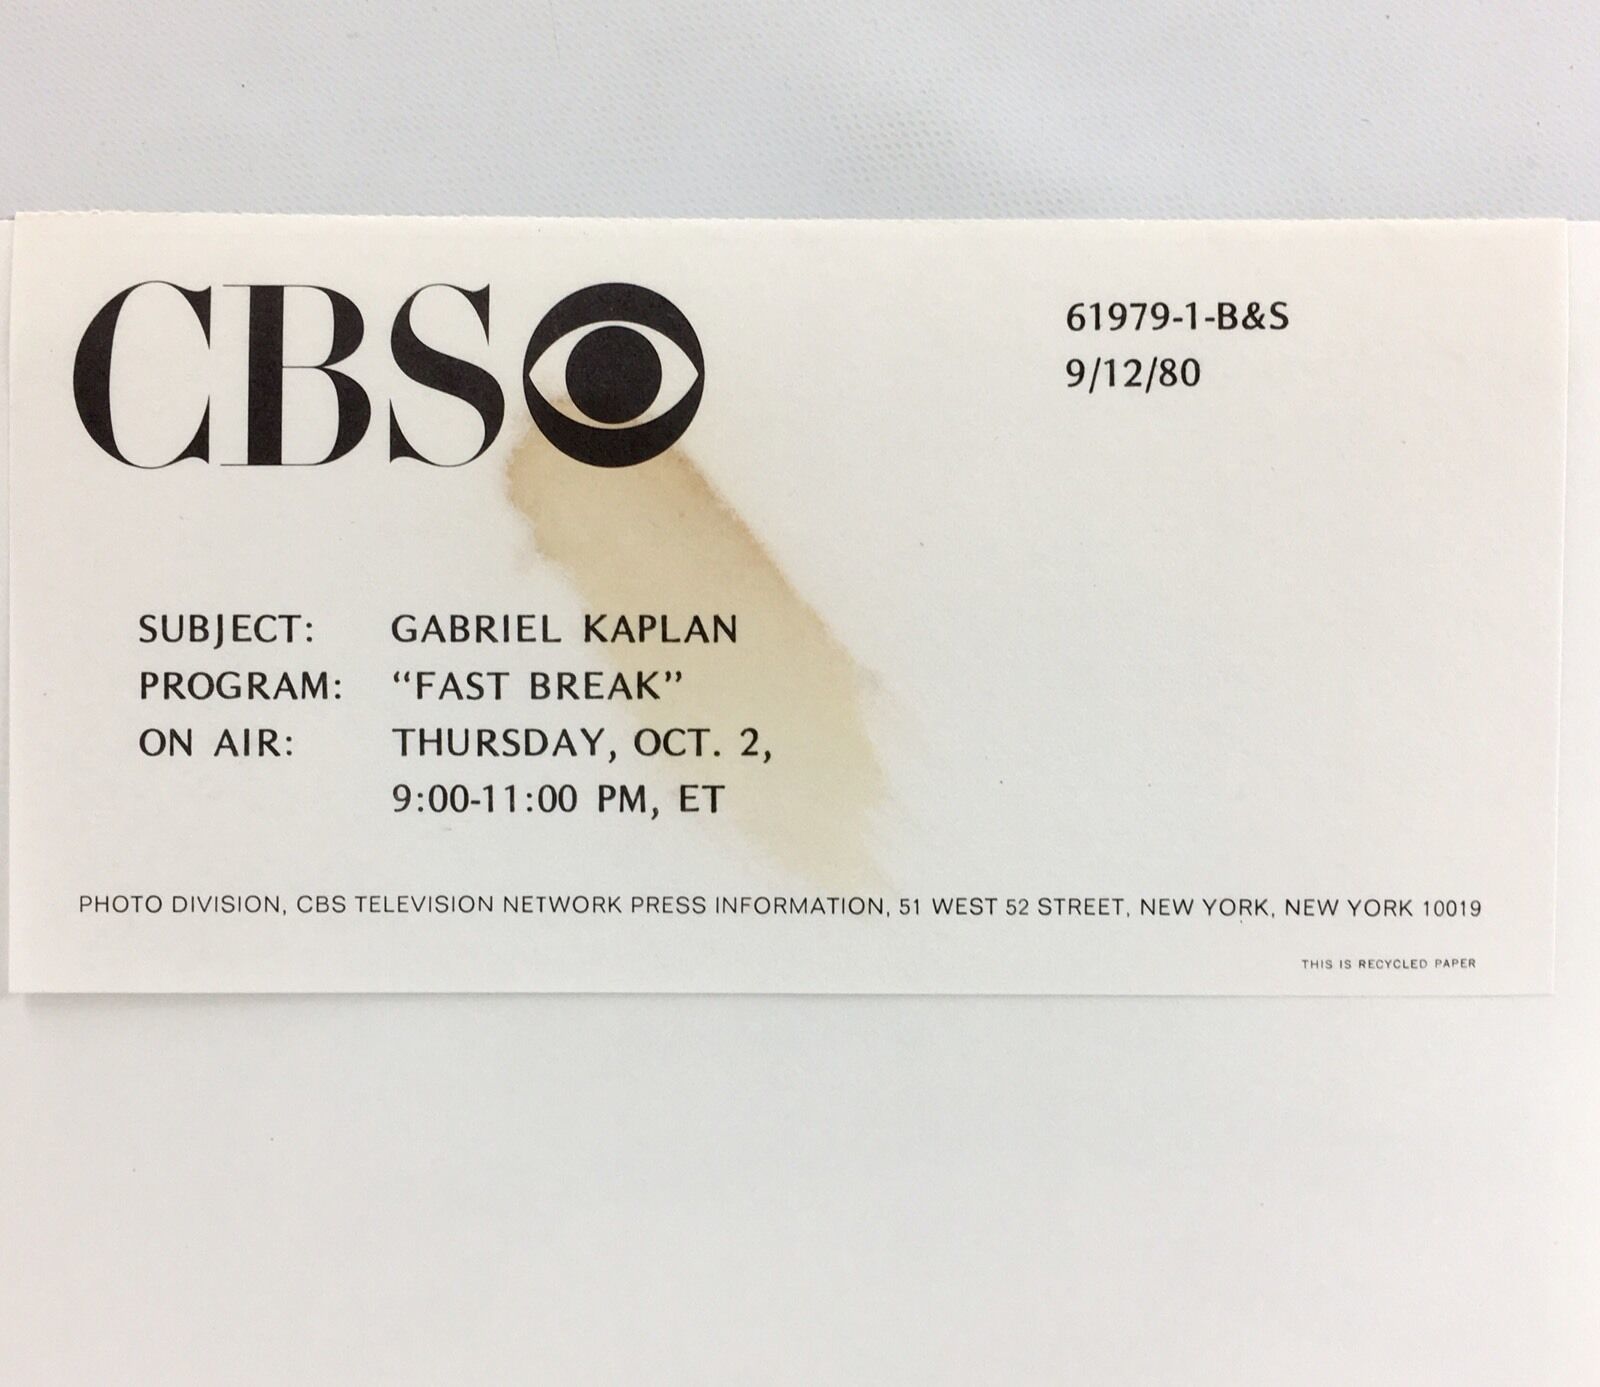 CBS
61979-1-B&S
9/12/80
SUBJECT: GABRIEL KAPLAN
PROGRAM: “FAST BREAK”
ON AIR: THURSDAY, OCT. 2,
9:00-11:00 PM, ET
PHOTO DIVISION, CBS TELEVISION NETWORK PRESS INFORMATION, 51 WEST 52 STREET, NEW YORK, NEW YORK 10019
THIS IS RECYCLED PAPER